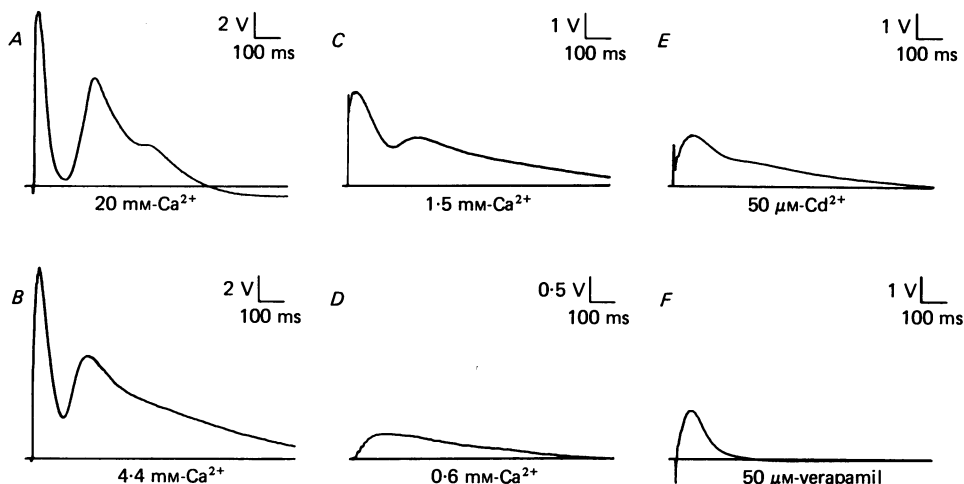 A
2 V
100 ms
20 mM-Ca²⁺
C
1 V
100 ms
1·5 mM-Ca²⁺
E
1 V
100 ms
50 μM-Cd²⁺
B
2 V
100 ms
4·4 mM-Ca²⁺
D
0·5 V
100 ms
0·6 mM-Ca²⁺
F
1 V
100 ms
50 μM-verapamil